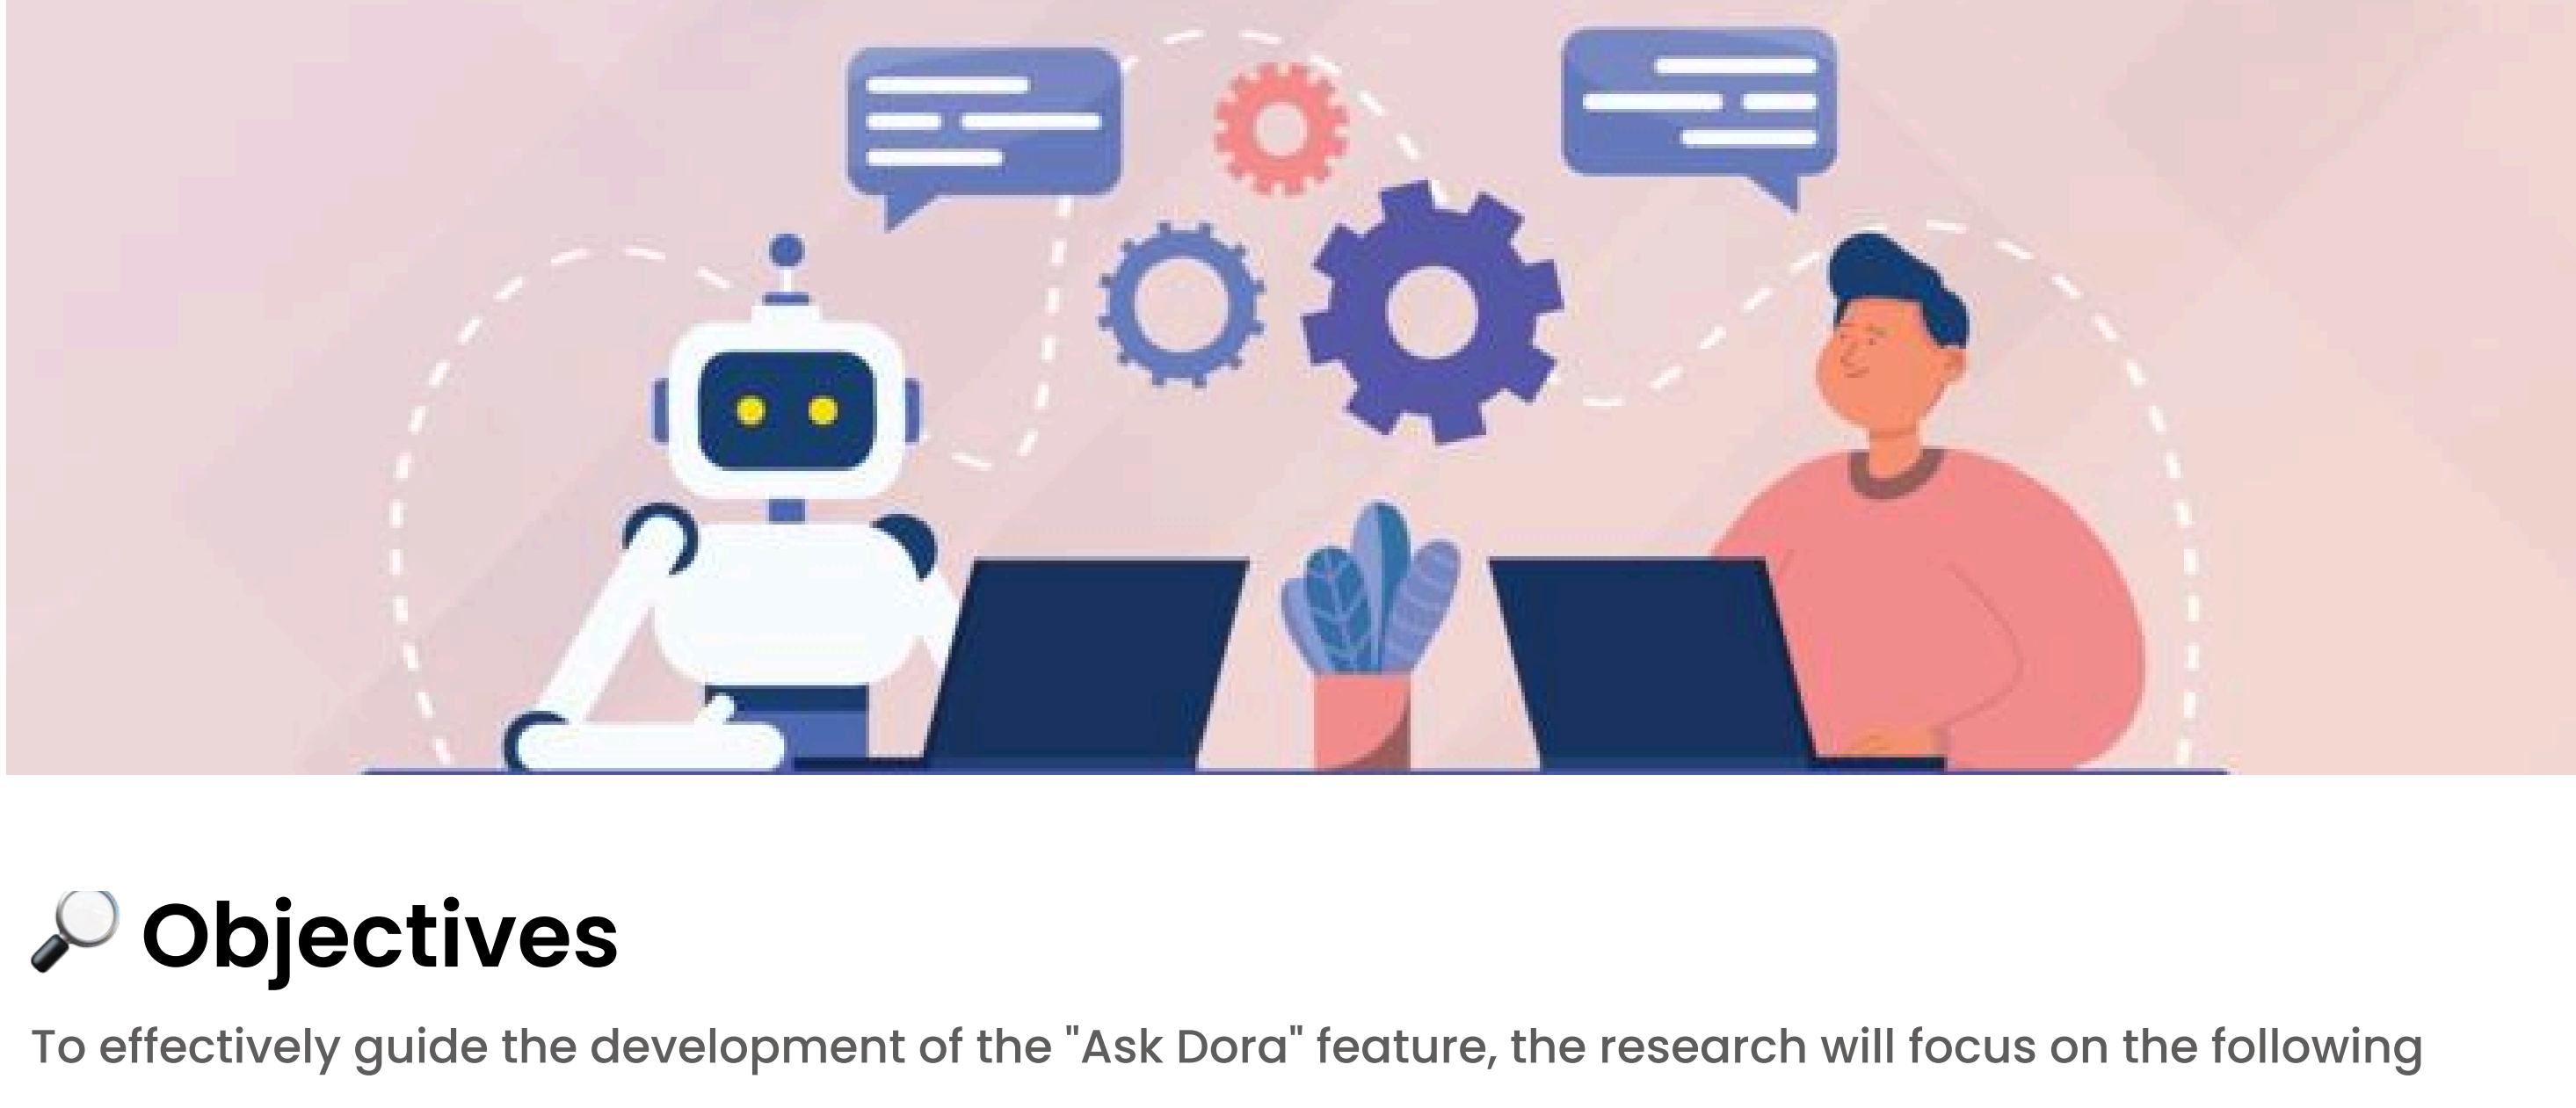 Objectives
To effectively guide the development of the "Ask Dora" feature, the research will focus on the following